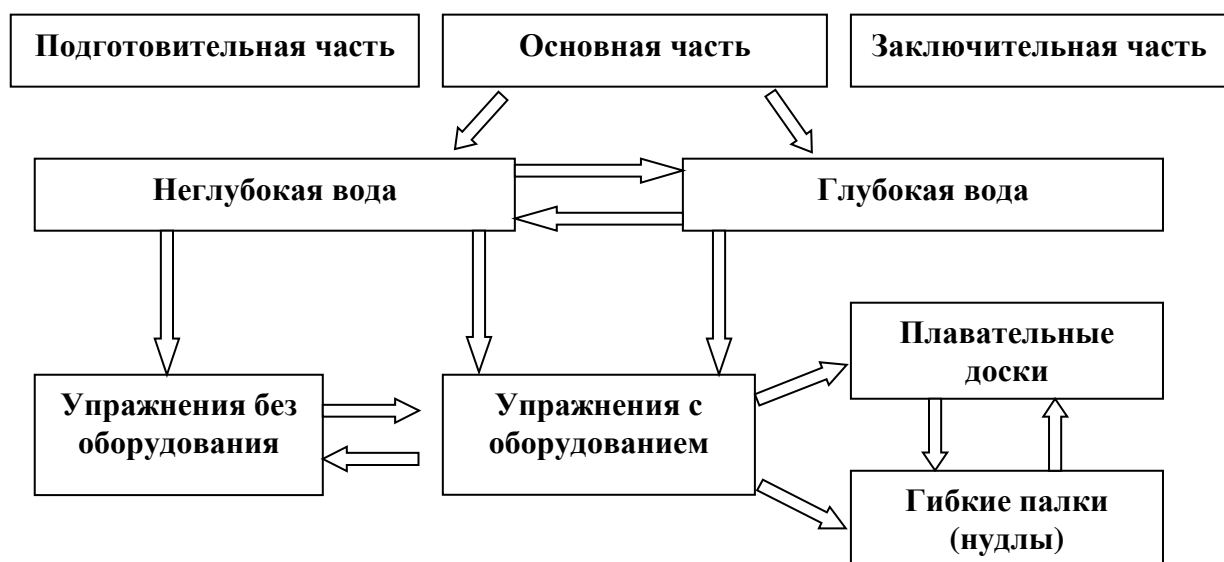 Подготовительная часть
Основная часть
Заключительная часть
Неглубокая вода
Глубокая вода
Упражнения без
оборудования
Упражнения с
оборудованием
Плавательные
доски
Гибкие палки
(нудлы)